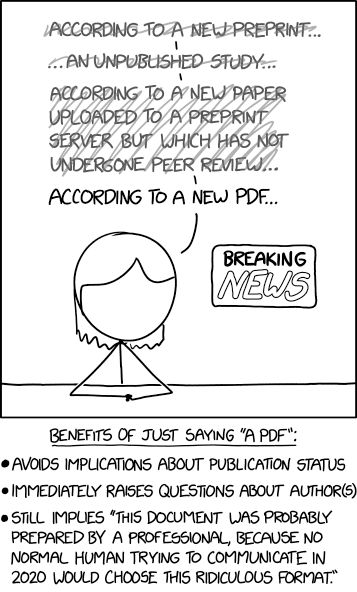 ACCORDING TO A NEW PREPRINT...
...AN UNPUBLISHED STUDY...
ACCORDING TO A NEW PAPER
UPLOADED TO A PREPRINT
SERVER BUT WHICH HAS NOT
UNDERGONE PEER REVIEW...
ACCORDING TO A NEW PDF...
BREAKING
NEWS
BENEFITS OF JUST SAYING "A PDF":
• AVOIDS IMPLICATIONS ABOUT PUBLICATION STATUS
• IMMEDIATELY RAISES QUESTIONS ABOUT AUTHOR(S)
• STILL IMPLIES "THIS DOCUMENT WAS PROBABLY
PREPARED BY A PROFESSIONAL, BECAUSE NO
NORMAL HUMAN TRYING TO COMMUNICATE IN
2020 WOULD CHOOSE THIS RIDICULOUS FORMAT."